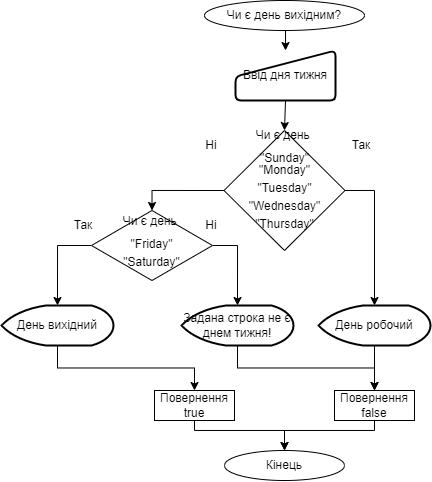 Чи є день вихідним?
Ввід дня тижня
Ні
Чи є день
Так
"Sunday"
"Monday"
"Tuesday"
"Wednesday"
"Thursday"
Так
Чи є день
Ні
"Friday"
"Saturday"
День вихідний
Задана строка не є
днем тижня!
День робочий
Повернення
true
Повернення
false
Кінець